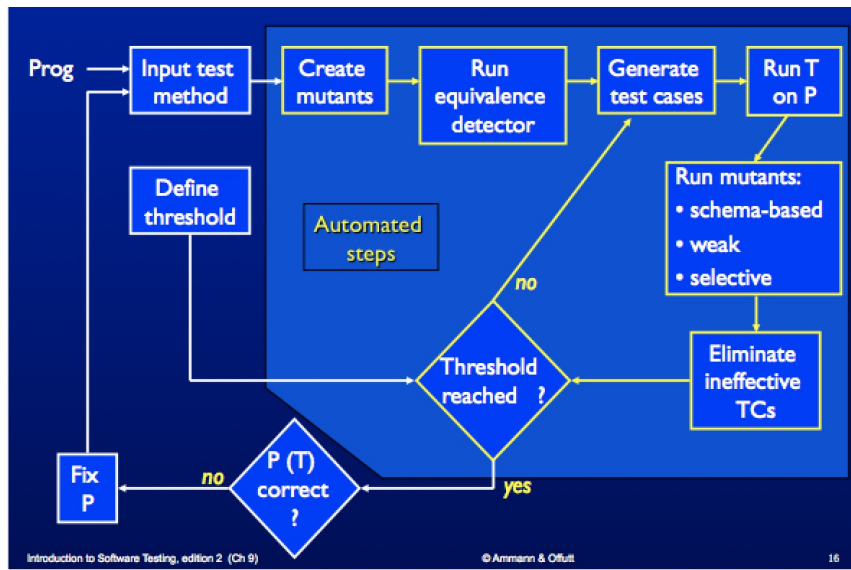 Prog
Input test
method
Create
mutants
Run
equivalence
detector
Generate
test cases
Run T
on P
Define
threshold
Automated
steps
Run mutants:
• schema-based
• weak
• selective
no
Threshold
reached ?
Eliminate
ineffective
TCs
yes
P (T)
correct
?
no
Fix
P
Introduction to Software Testing, edition 2 (Ch 9)
© Ammann & Offutt
16